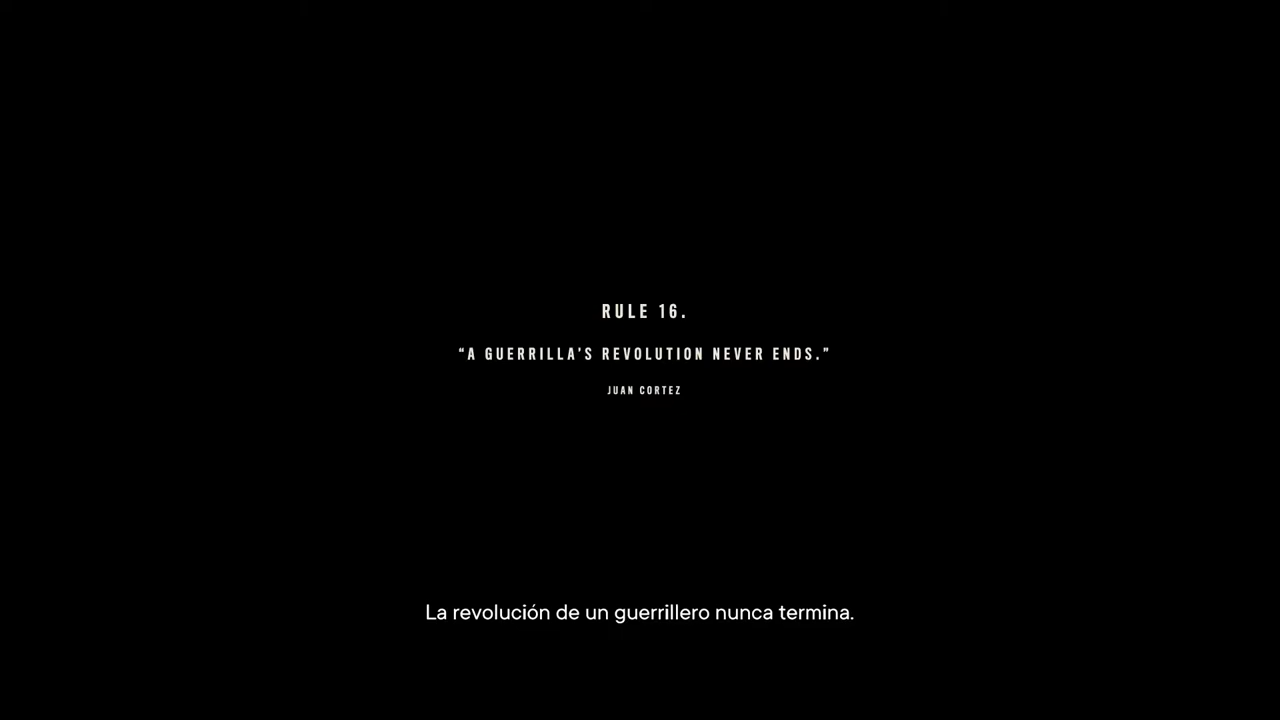 RULE 16.
“A GUERRILLA’S REVOLUTION NEVER ENDS.”
JUAN CORTEZ
La revolución de un guerrillero nunca termina.